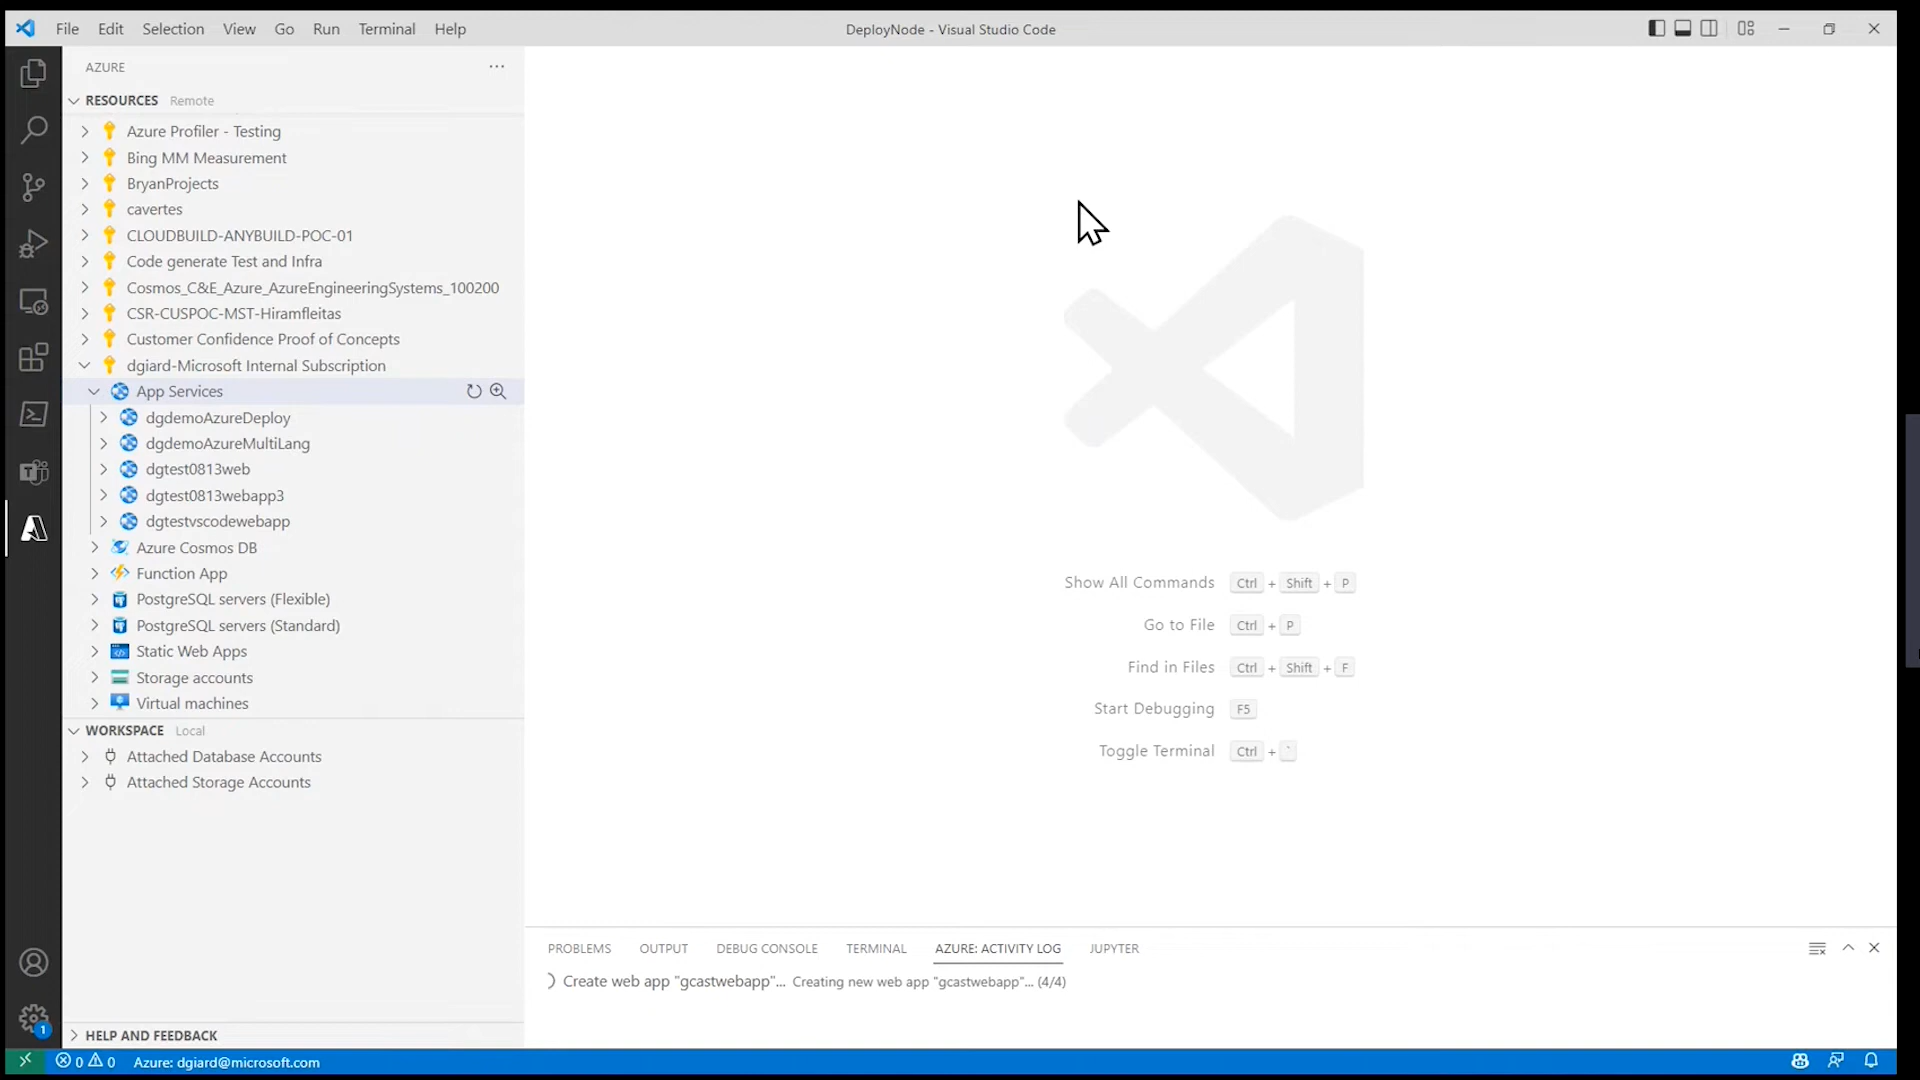 File Edit Selection View Go Run Terminal Help
DeployNode - Visual Studio Code
AZURE
RESOURCES Remote
Azure Profiler - Testing
Bing MM Measurement
BryanProjects
cavertes
CLOUDBUILD-ANYBUILD-POC-01
Code generate Test and Infra
Cosmos_C&E_Azure_AzureEngineeringSystems_100200
CSR-CUSPOC-MST-Hiramfleitas
Customer Confidence Proof of Concepts
dgiard-Microsoft Internal Subscription
App Services
dgdemoAzureDeploy
dgdemoAzureMultiLang
dgtest0813web
dgtest0813webapp3
dgtestvscodewebapp
Azure Cosmos DB
Function App
PostgreSQL servers (Flexible)
PostgreSQL servers (Standard)
Static Web Apps
Storage accounts
Virtual machines
WORKSPACE Local
Attached Database Accounts
Attached Storage Accounts
HELP AND FEEDBACK
Show All Commands Ctrl + Shift + P
Go to File Ctrl + P
Find in Files Ctrl + Shift + F
Start Debugging F5
Toggle Terminal Ctrl + `
PROBLEMS OUTPUT DEBUG CONSOLE TERMINAL AZURE: ACTIVITY LOG JUPYTER
Create web app "gcastwebapp"... Creating new web app "gcastwebapp"... (4/4)
1
0 0 Azure: dgiard@microsoft.com